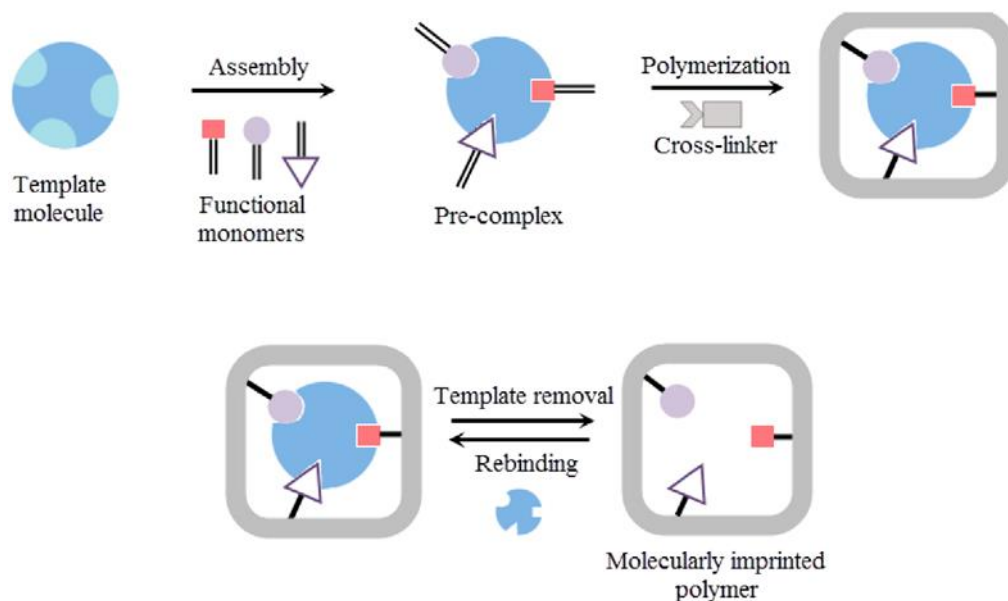 Assembly
Polymerization
Cross-linker
Template
molecule
Functional
monomers
Pre-complex
Template removal
Rebinding
Molecularly imprinted
polymer